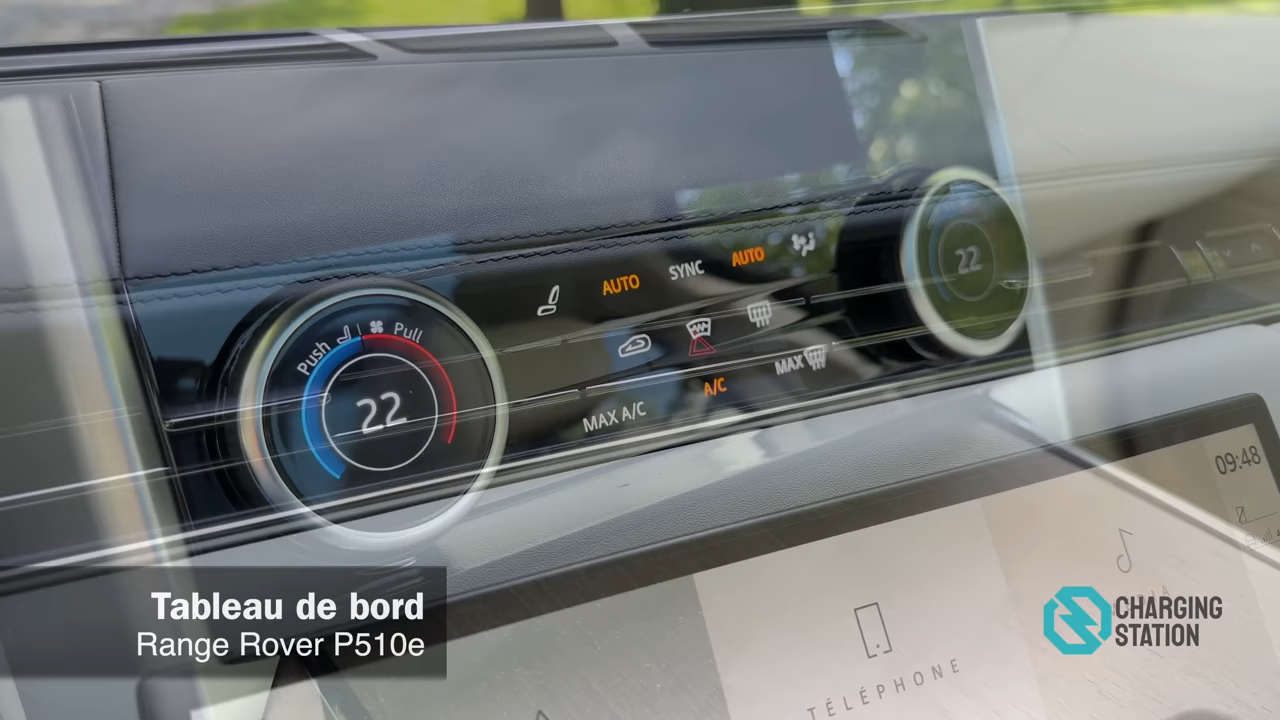 22
AUTO
SYNC
AUTO
Push
Pull
22
MAX
A/C
MAX A/C
09:48
TÉLÉPHONE
Tableau de bord
Range Rover P510e
CHARGING
STATION